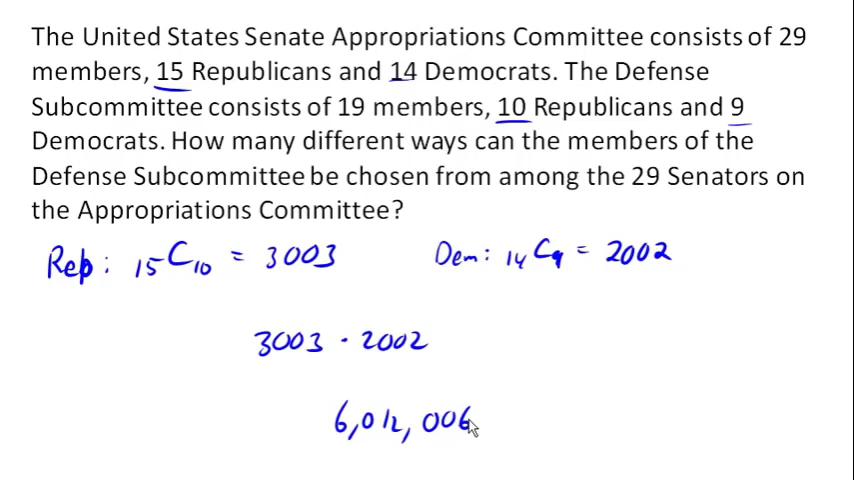 The United States Senate Appropriations Committee consists of 29
members, 15 Republicans and 14 Democrats. The Defense
Subcommittee consists of 19 members, 10 Republicans and 9
Democrats. How many different ways can the members of the
Defense Subcommittee be chosen from among the 29 Senators on
the Appropriations Committee?
Rep: ₁₅C₁₀ = 3003 Dem: ₁₄C₉ = 2002
3003 · 2002
6,012,006